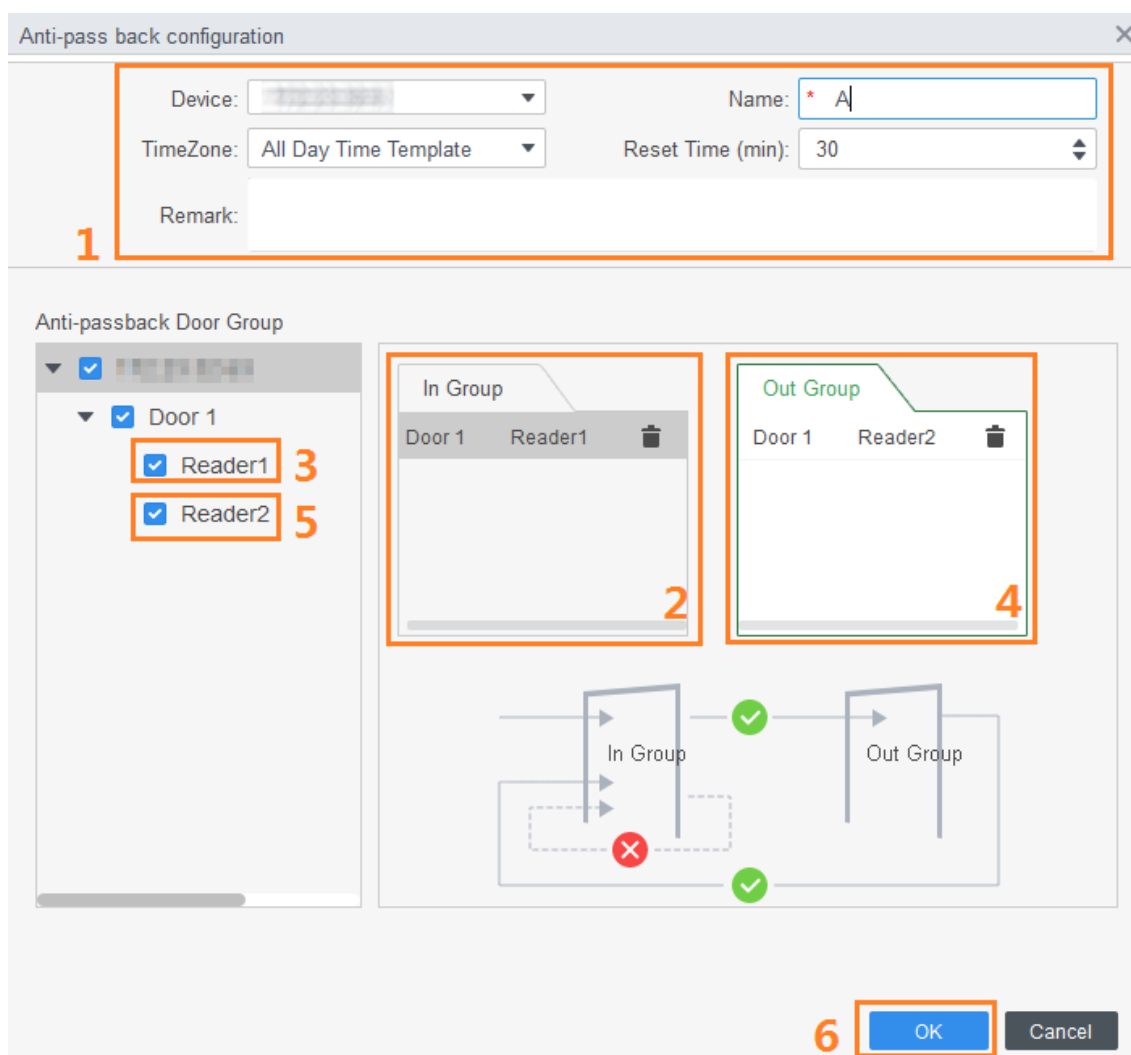 Anti-pass back configuration
Device:
Name: * A
TimeZone: All Day Time Template
Reset Time (min): 30
Remark:
1
Anti-passback Door Group
Door 1
Reader1 3
Reader2 5
In Group
Door 1 Reader1
2
Out Group
Door 1 Reader2
4
In Group
Out Group
6 OK Cancel